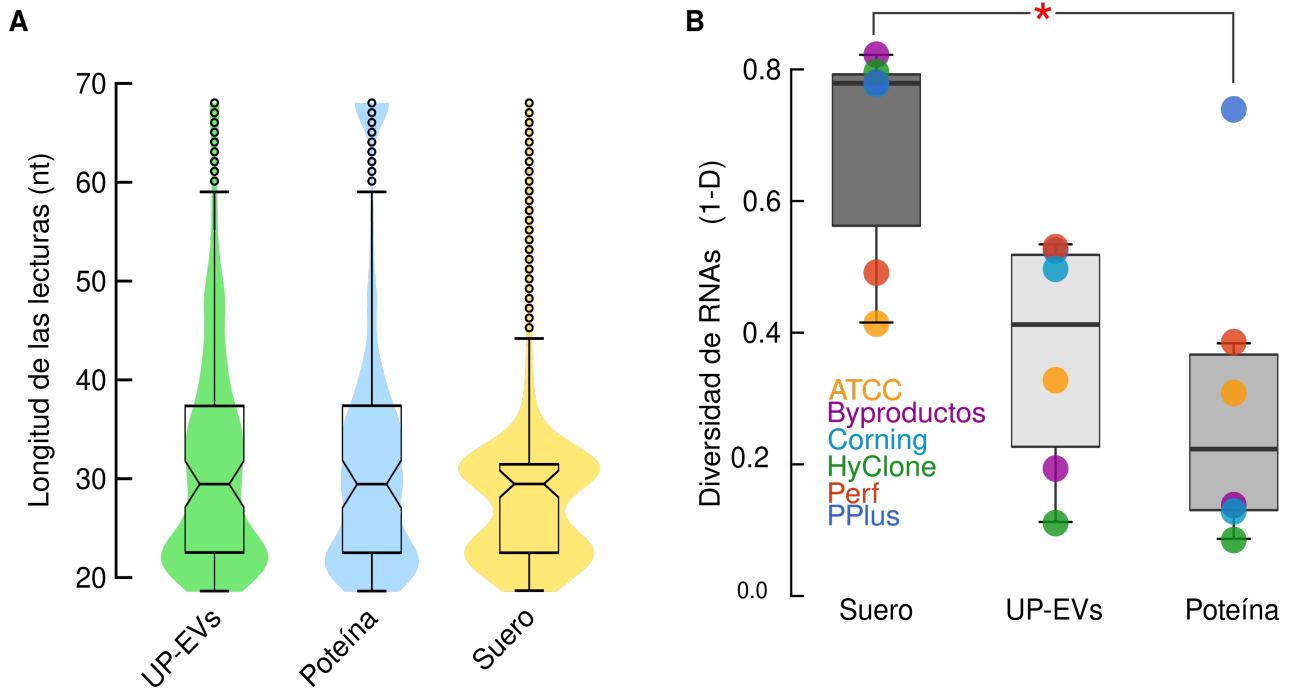 A
Longitud de las lecturas (nt)
70
60
50
40
30
20
UP-EVs
Poteína
Suero
B
*
Diversidad de RNAs (1-D)
0.8
0.6
0.4
0.2
0.0
ATCC
Byproductos
Corning
HyClone
Perf
PPlus
Suero
UP-EVs
Poteína